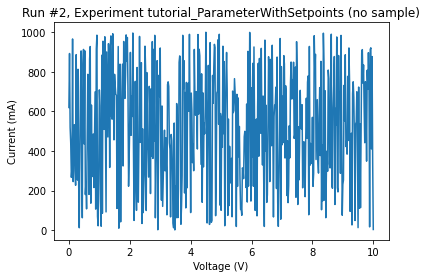 Run #2, Experiment tutorial_ParameterWithSetpoints (no sample)
1000
800
600
400
200
0
Current (mA)
0 2 4 6 8 10
Voltage (V)